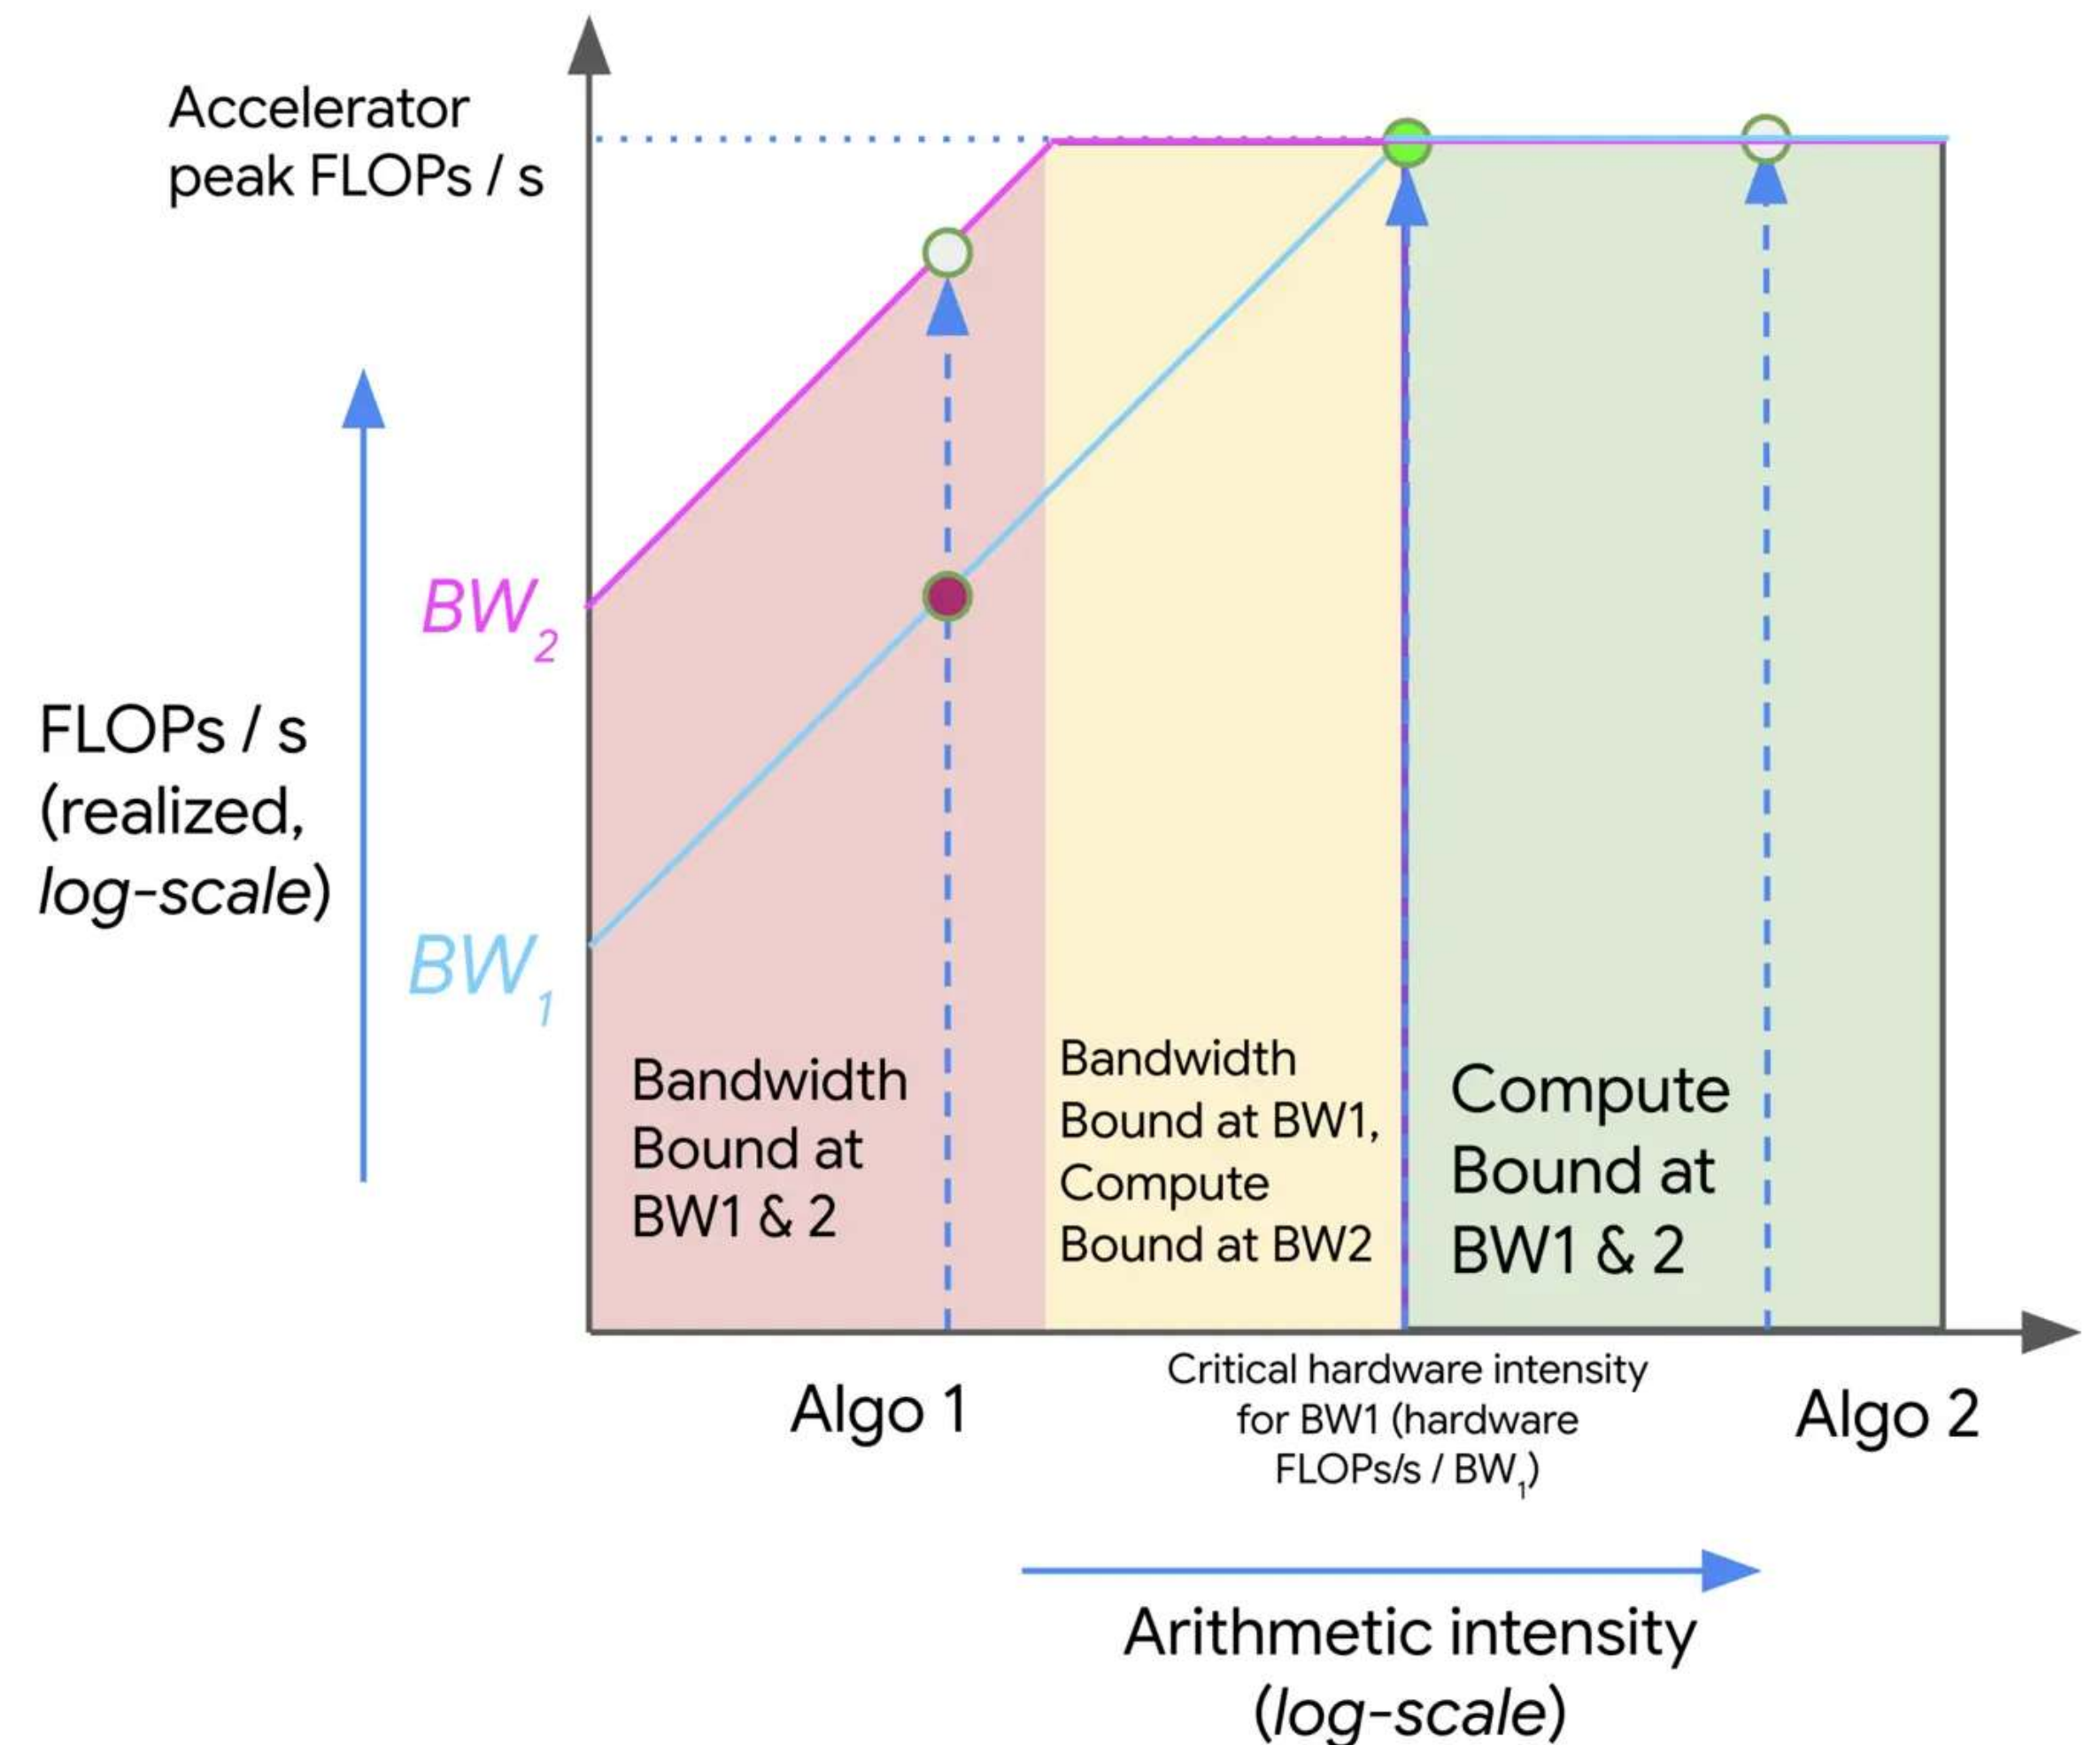 Accelerator
peak FLOPs / s
BW2
FLOPs / s
(realized,
log-scale)
BW1
Bandwidth
Bound at
BW1 & 2
Bandwidth
Bound at BW1,
Compute
Bound at BW2
Compute
Bound at
BW1 & 2
Algo 1
Critical hardware intensity
for BW1 (hardware
FLOPs/s / BW1)
Algo 2
Arithmetic intensity
(log-scale)